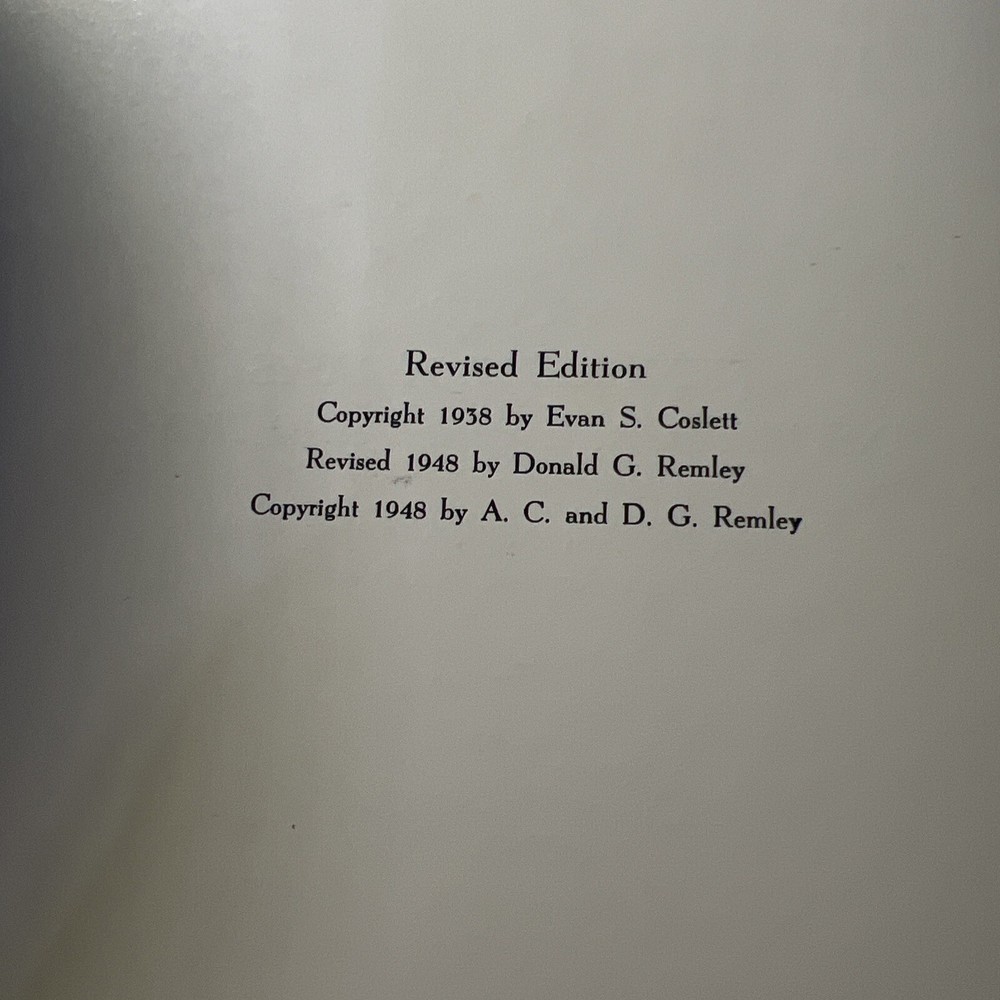 Revised Edition
Copyright 1938 by Evan S. Coslett
Revised 1948 by Donald G. Remley
Copyright 1948 by A. C. and D. G. Remley